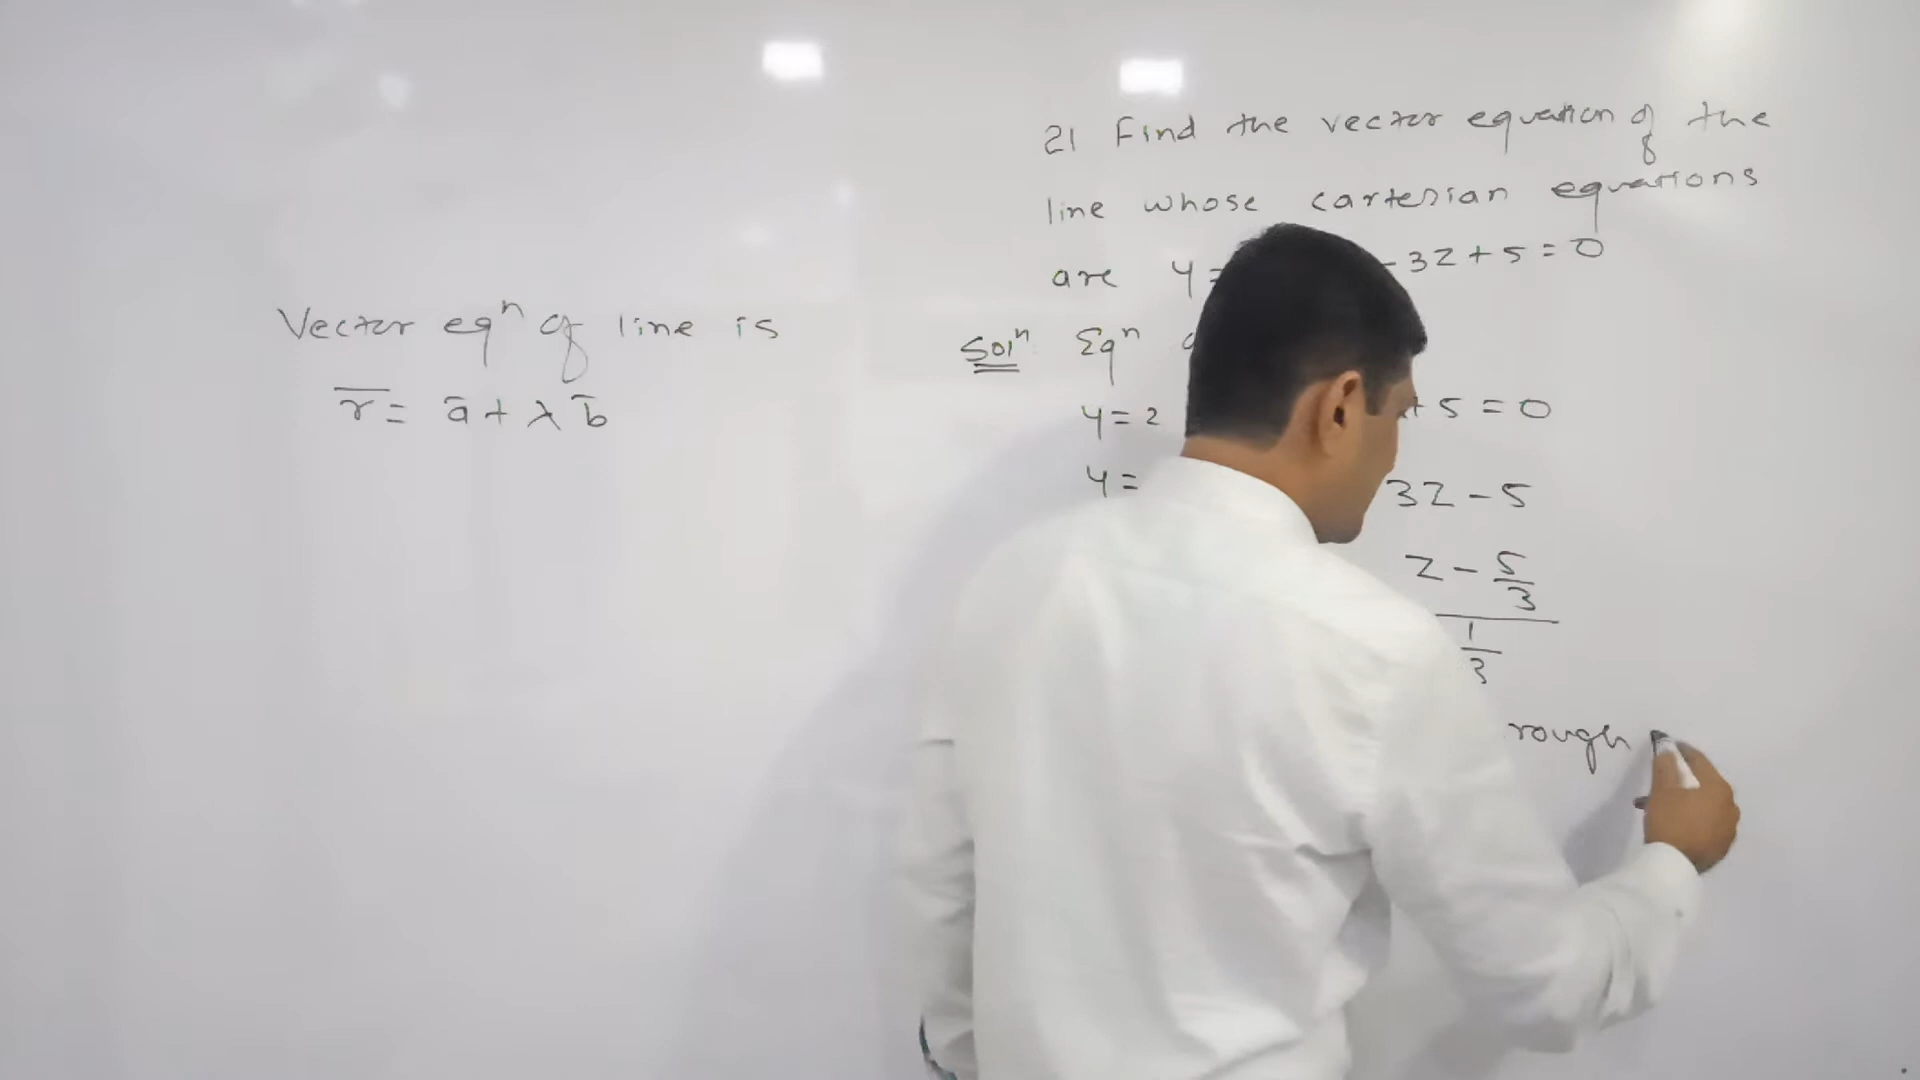 21 Find the vector equation of the
line whose cartesian equations
are y = - 3z + 5 = 0
Solⁿ Eqⁿ
y = 2 + 5 = 0
y = 3z - 5
z - 5/3
1/3
rough
Vector eqⁿ of line is
r̅ = a̅ + λ b̅